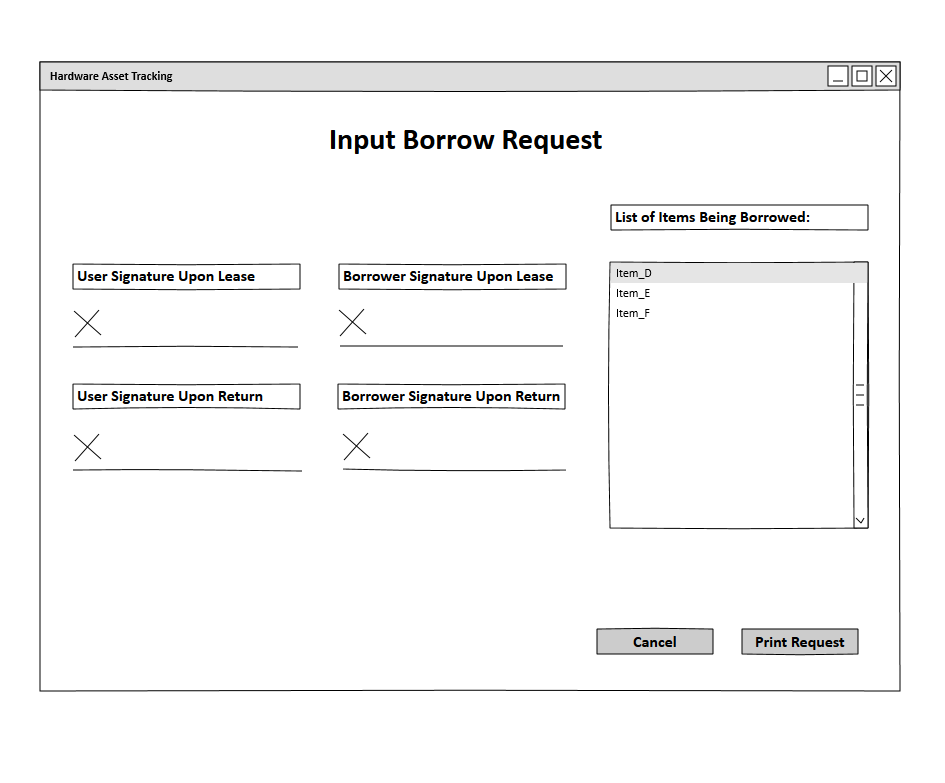 Hardware Asset Tracking
Input Borrow Request
List of Items Being Borrowed:
User Signature Upon Lease
Borrower Signature Upon Lease
Item_D
Item_E
Item_F
User Signature Upon Return
Borrower Signature Upon Return
Cancel
Print Request